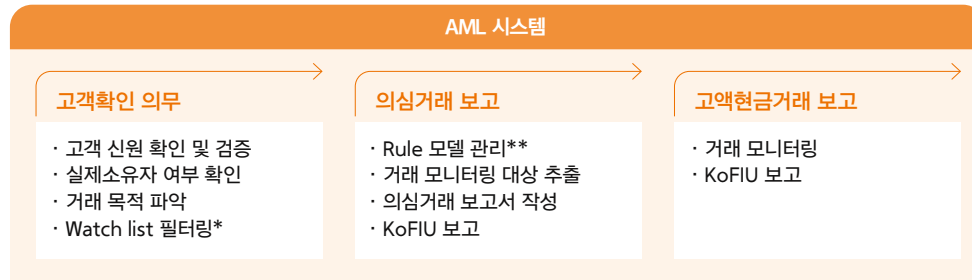 AML 시스템
고객확인 의무
· 고객 신원 확인 및 검증
· 실제소유자 여부 확인
· 거래 목적 파악
· Watch list 필터링*
의심거래 보고
· Rule 모델 관리**
· 거래 모니터링 대상 추출
· 의심거래 보고서 작성
· KoFIU 보고
고액현금거래 보고
· 거래 모니터링
· KoFIU 보고